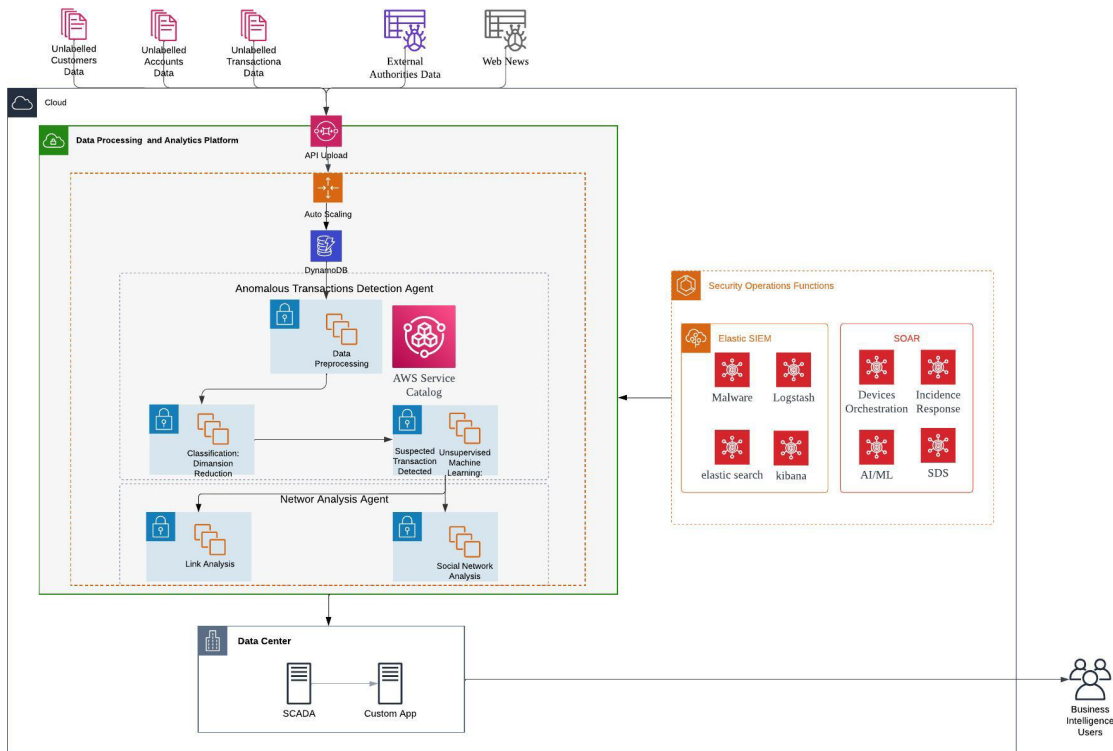 Unlabelled
Customers
Data
Unlabelled
Accounts
Data
Unlabelled
Transactiona
Data
External
Authorities Data
Web News
Cloud
Data Processing and Analytics Platform
API Upload
Auto Scaling
DynamoDB
Anomalous Transactions Detection Agent
Data
Preprocessing
AWS Service
Catalog
Classification:
Dimansion
Reduction
Suspected
Transaction
Detected
Unsupervised
Machine
Learning:
Networ Analysis Agent
Link Analysis
Social Network
Analysis
Security Operations Functions
Elastic SIEM
Malware
Logstash
elastic search
kibana
SOAR
Devices
Orchestration
Incidence
Response
AI/ML
SDS
Data Center
SCADA
Custom App
Business
Intelligence
Users